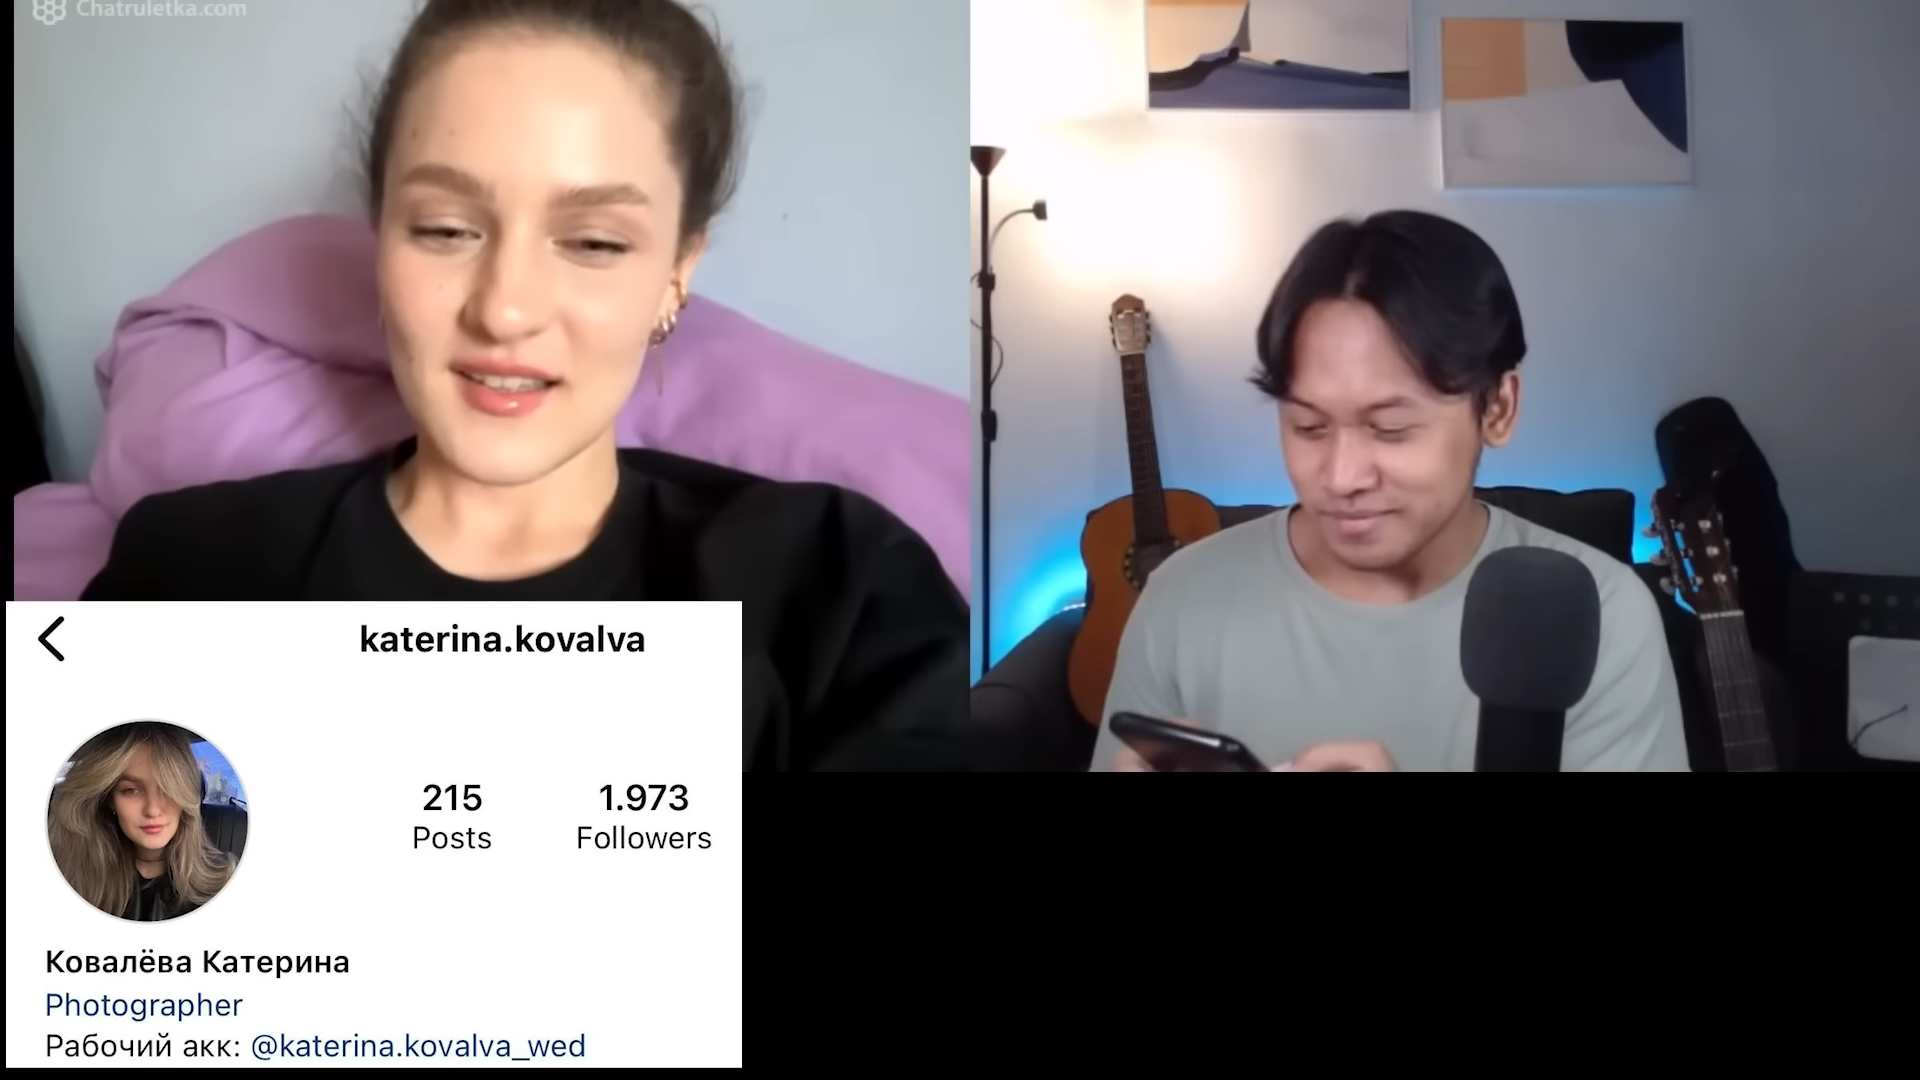 Chatruletka.com
katerina.kovalva
215
Posts
1.973
Followers
Ковалёва Катерина
Photographer
Рабочий акк: @katerina.kovalva_wed